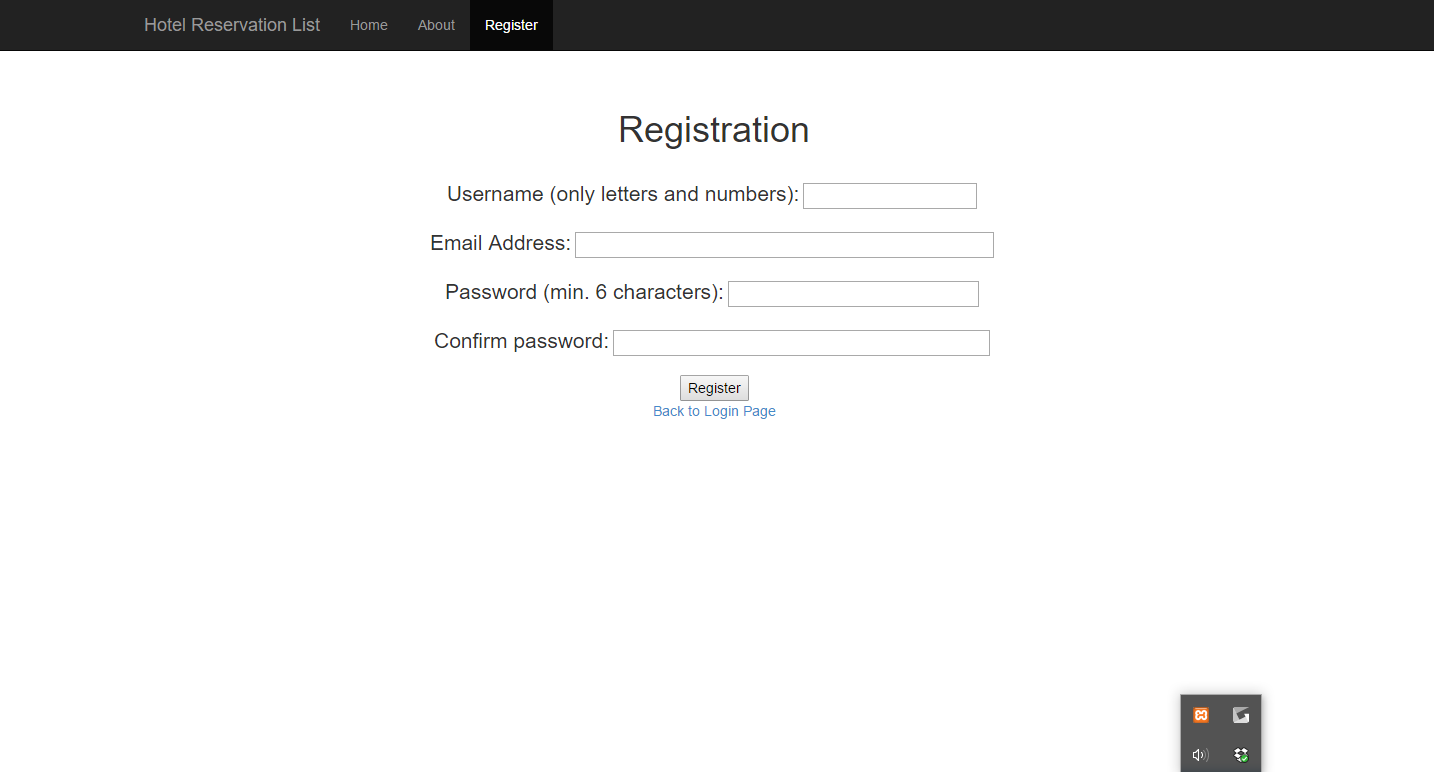 Hotel Reservation List Home About Register
Registration
Username (only letters and numbers):
Email Address:
Password (min. 6 characters):
Confirm password:
Register
Back to Login Page